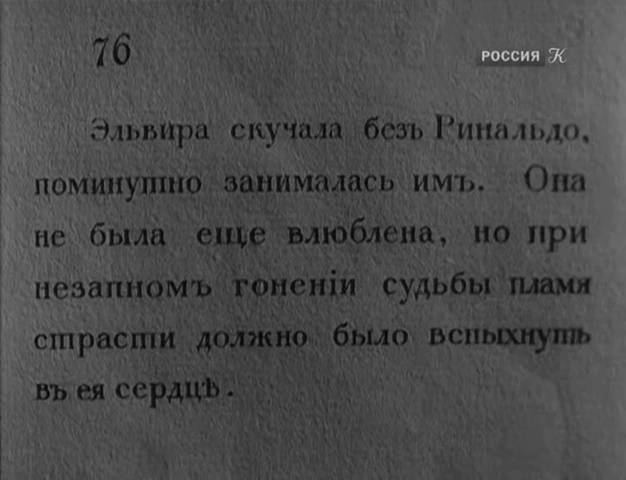 76
РОССИЯ К
Эльвира скучала безъ Ринальдо,
поминутно занималась имъ. Она
не была еще влюблена, но при
незапномъ гоненіи судьбы пламя
страсти должно было вспыхнуть
въ ея сердцѣ.